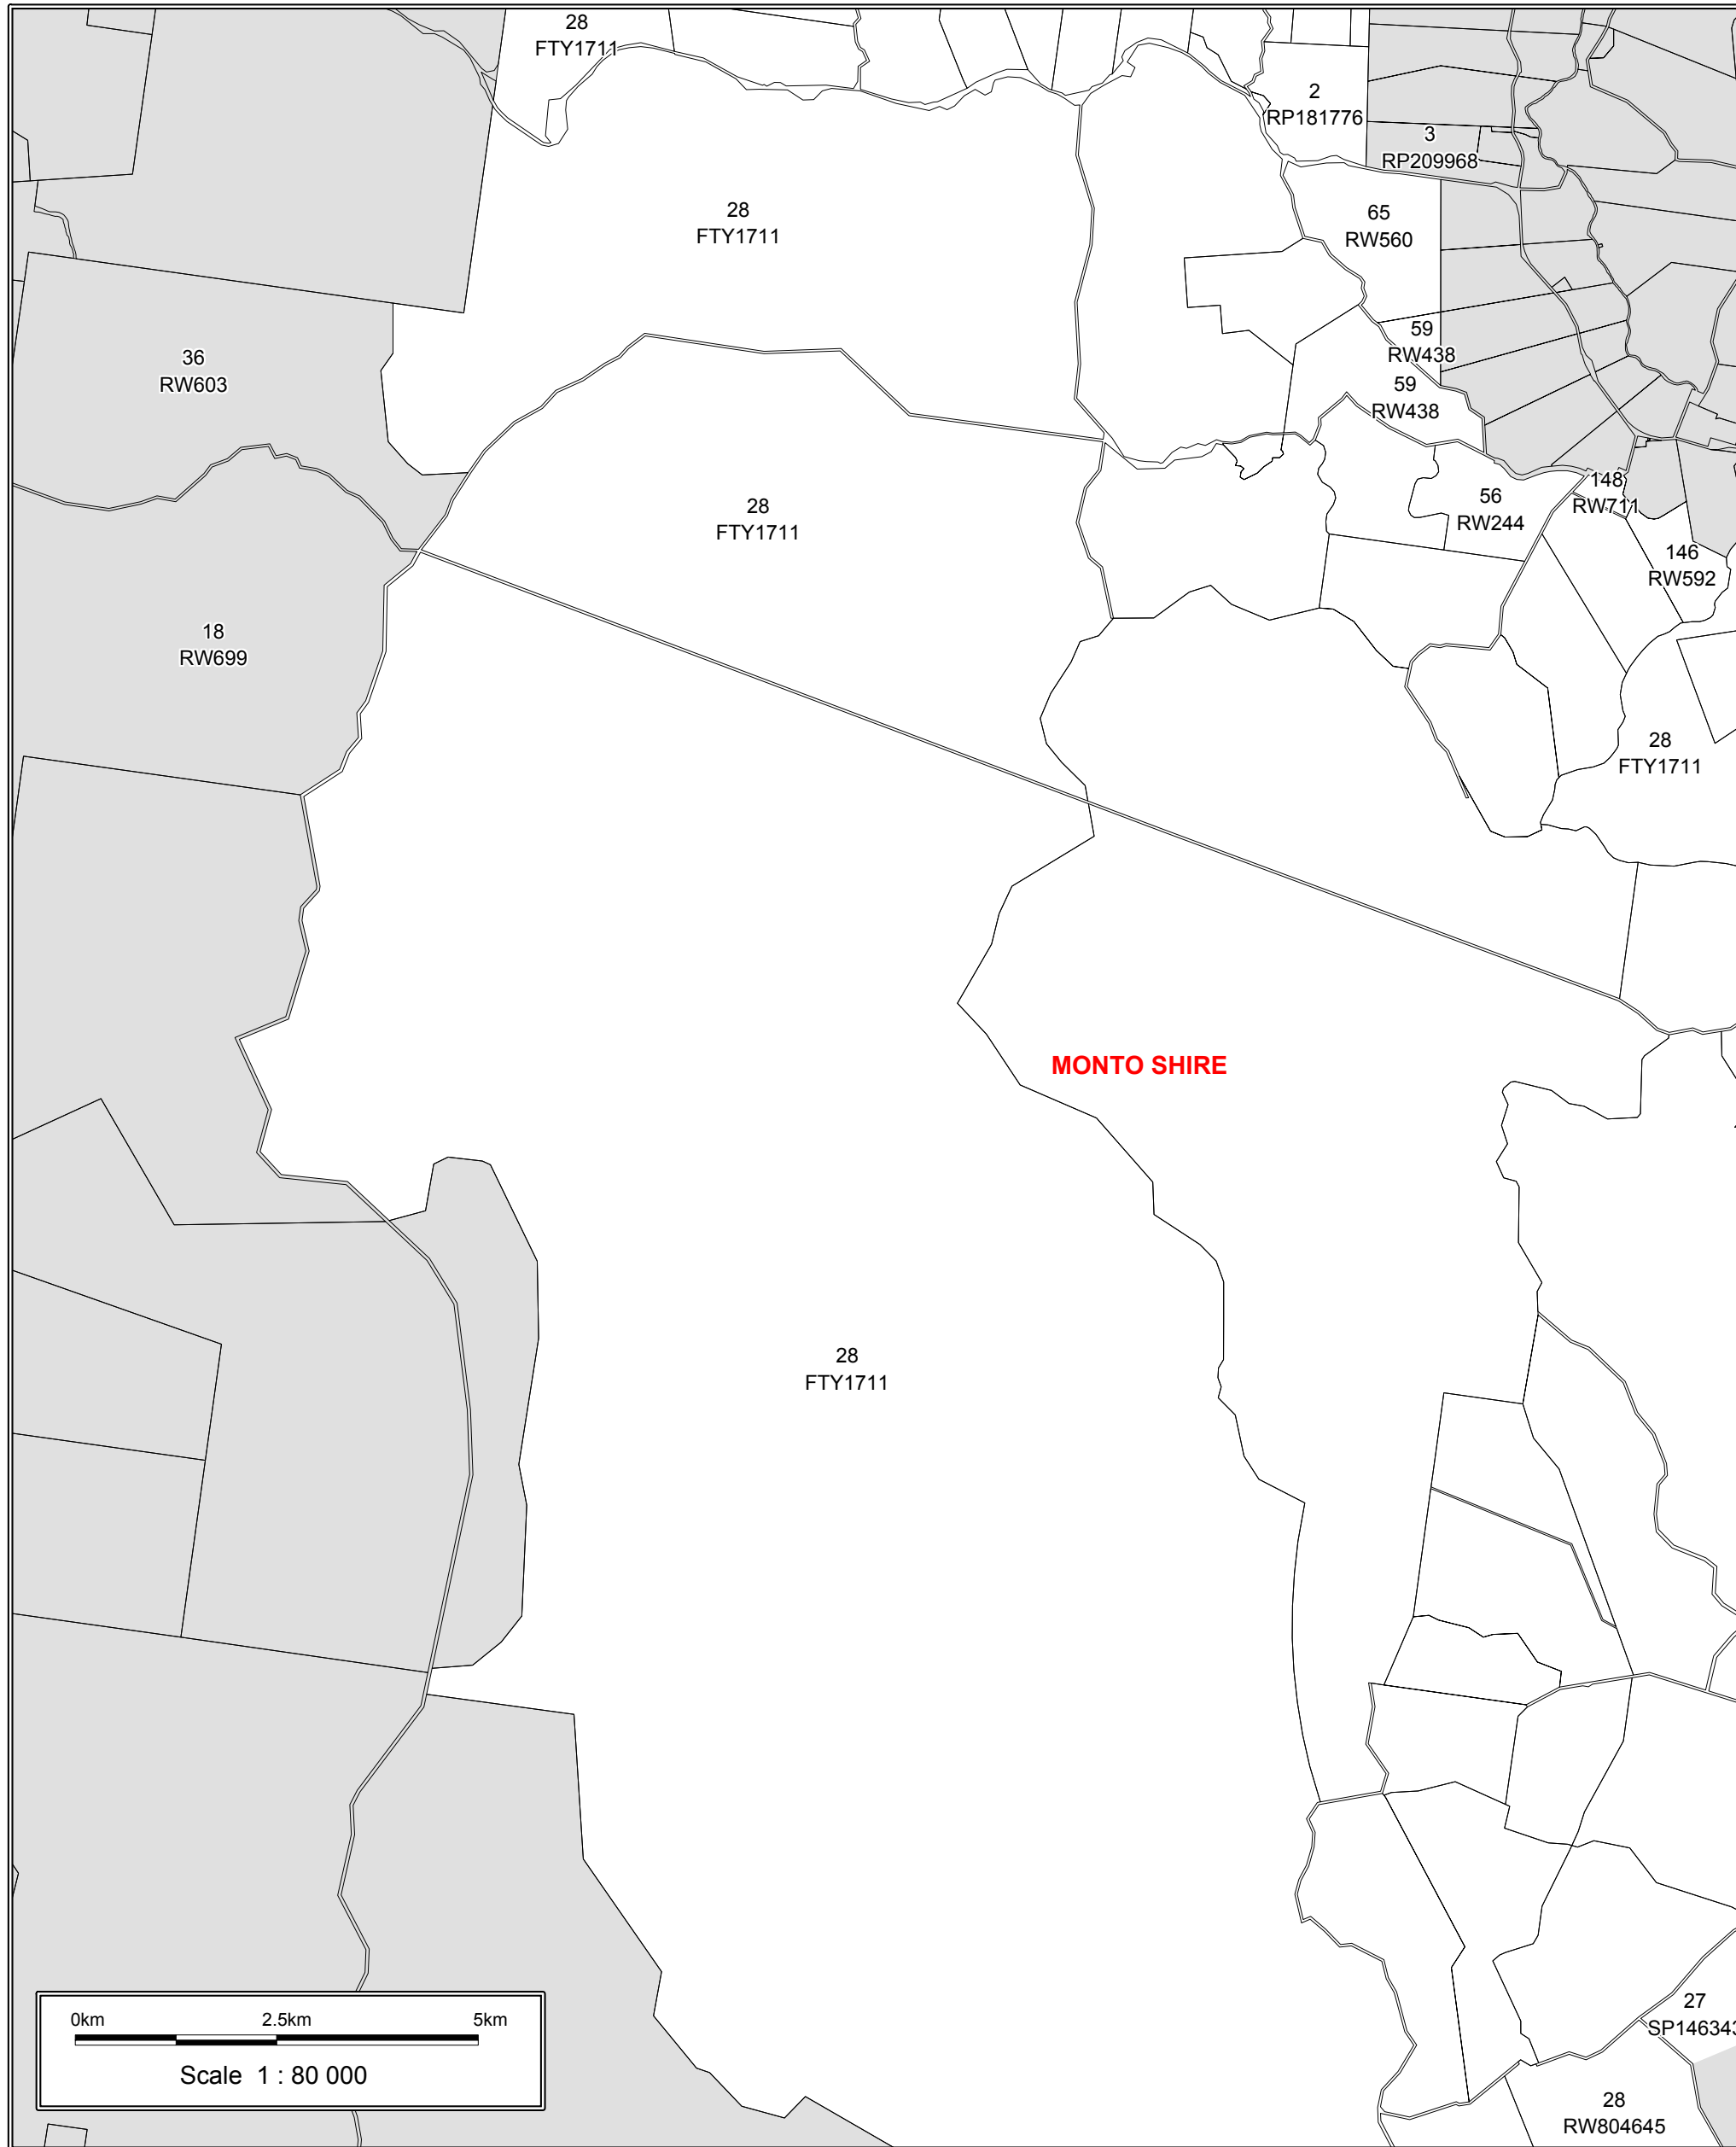 28
FTY1711
2
RP181776
3
RP209968
28
FTY1711
65
RW560
59
RW438
36
RW603
59
RW438
28
FTY1711
56
RW244
148
RW711
146
RW592
18
RW699
28
FTY1711
MONTO SHIRE
28
FTY1711
0km 2.5km 5km
Scale 1 : 80 000
27
SP146343
28
RW804645